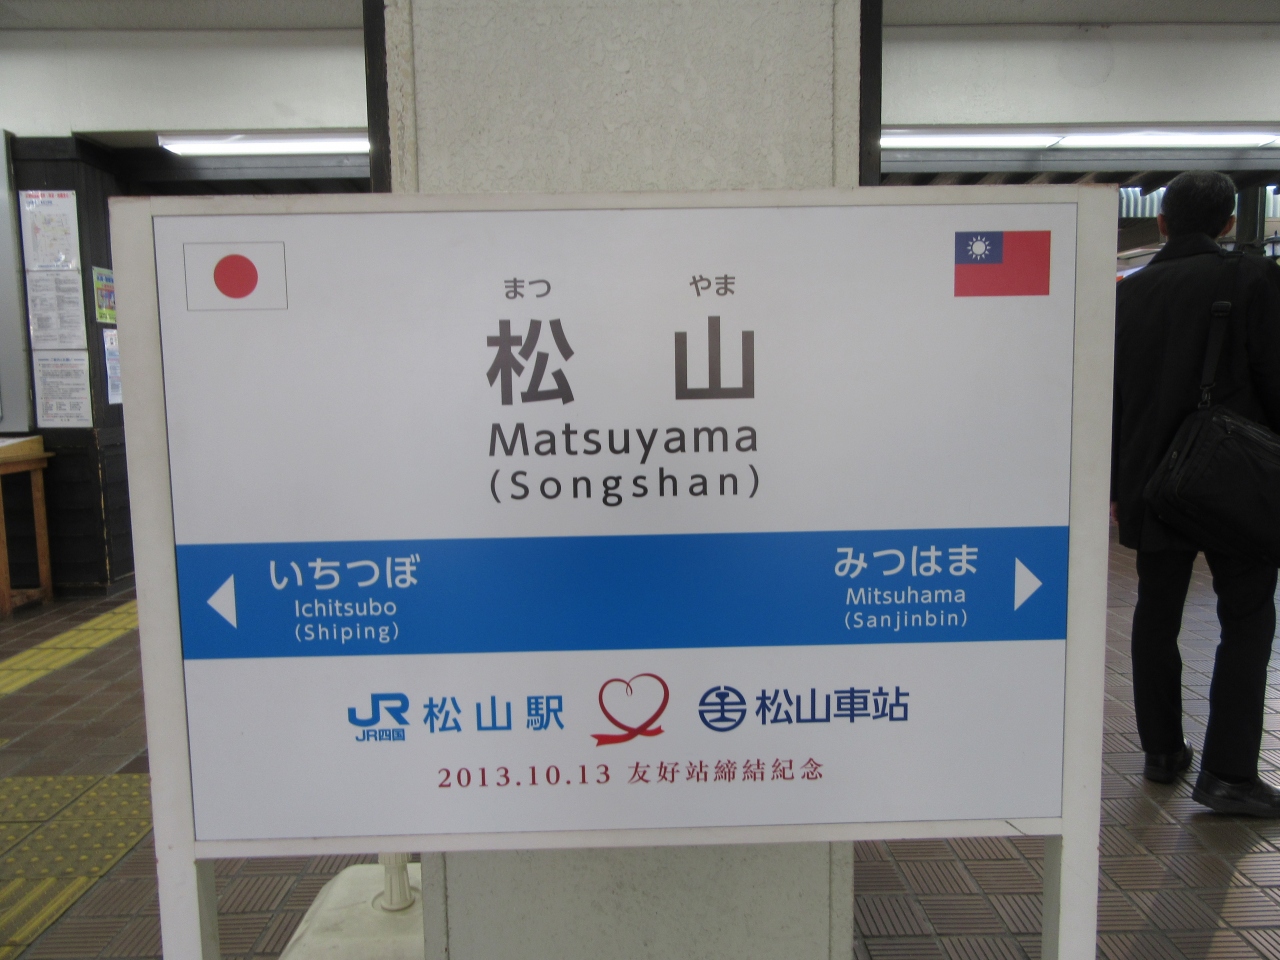 まつ やま
松 山
Matsuyama
(Songshan)
いちつぼ
Ichitsubo
(Shiping)
みつはま
Mitsuhama
(Sanjinbin)
JR 松山駅
JR四国
松山車站
2013.10.13 友好站締結紀念